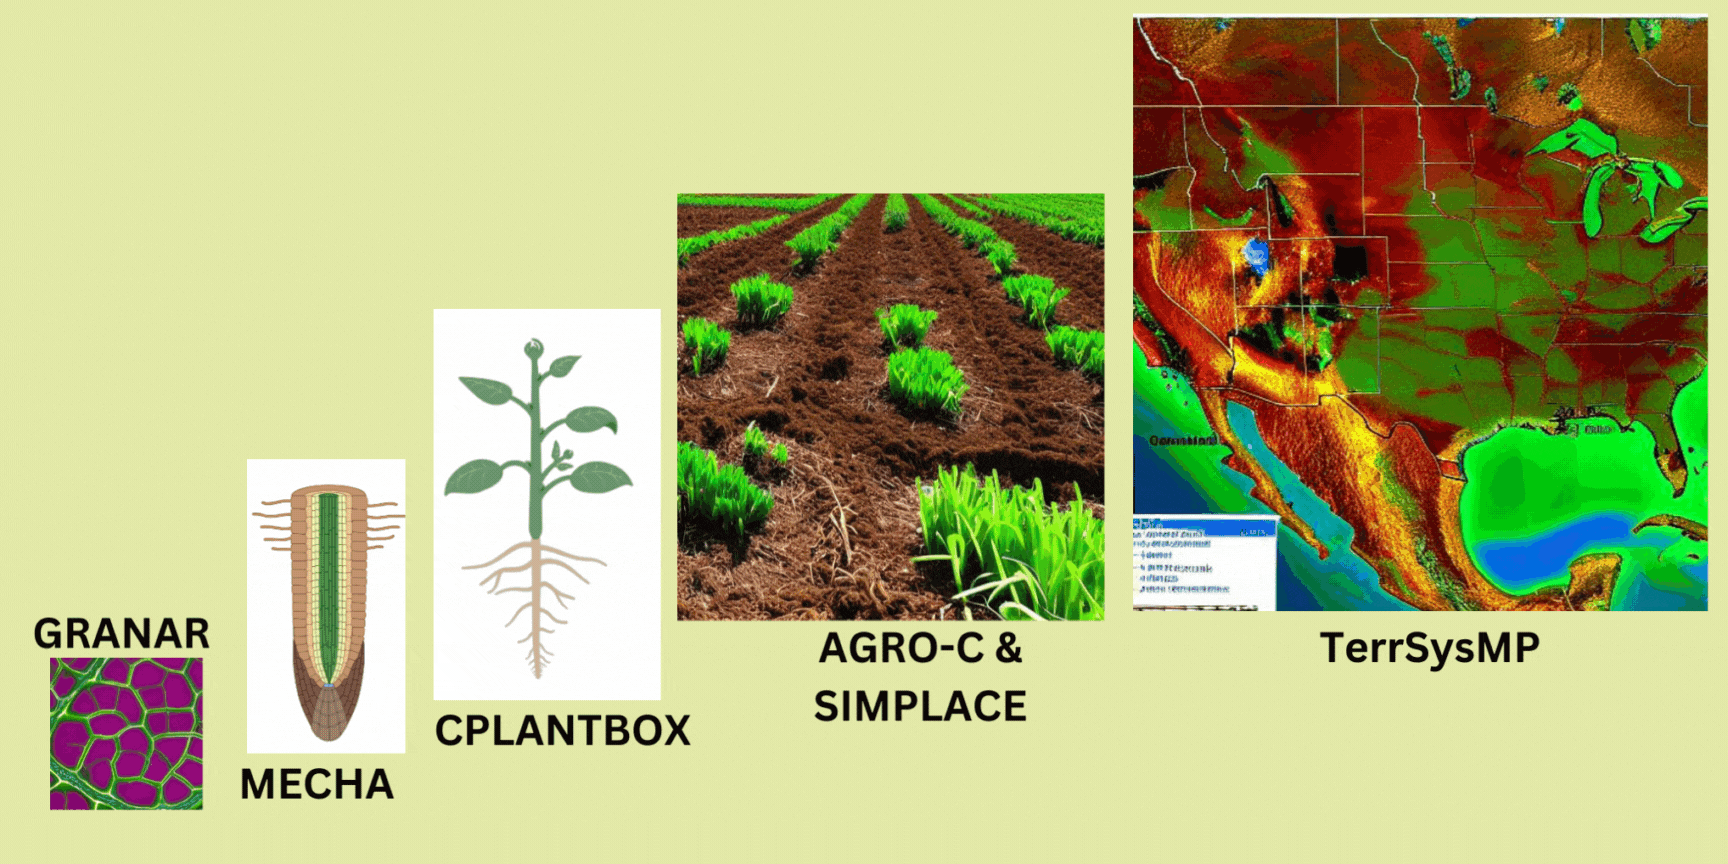 GRANAR
MECHA
CPLANTBOX
AGRO-C &
SIMPLACE
TerrSysMP